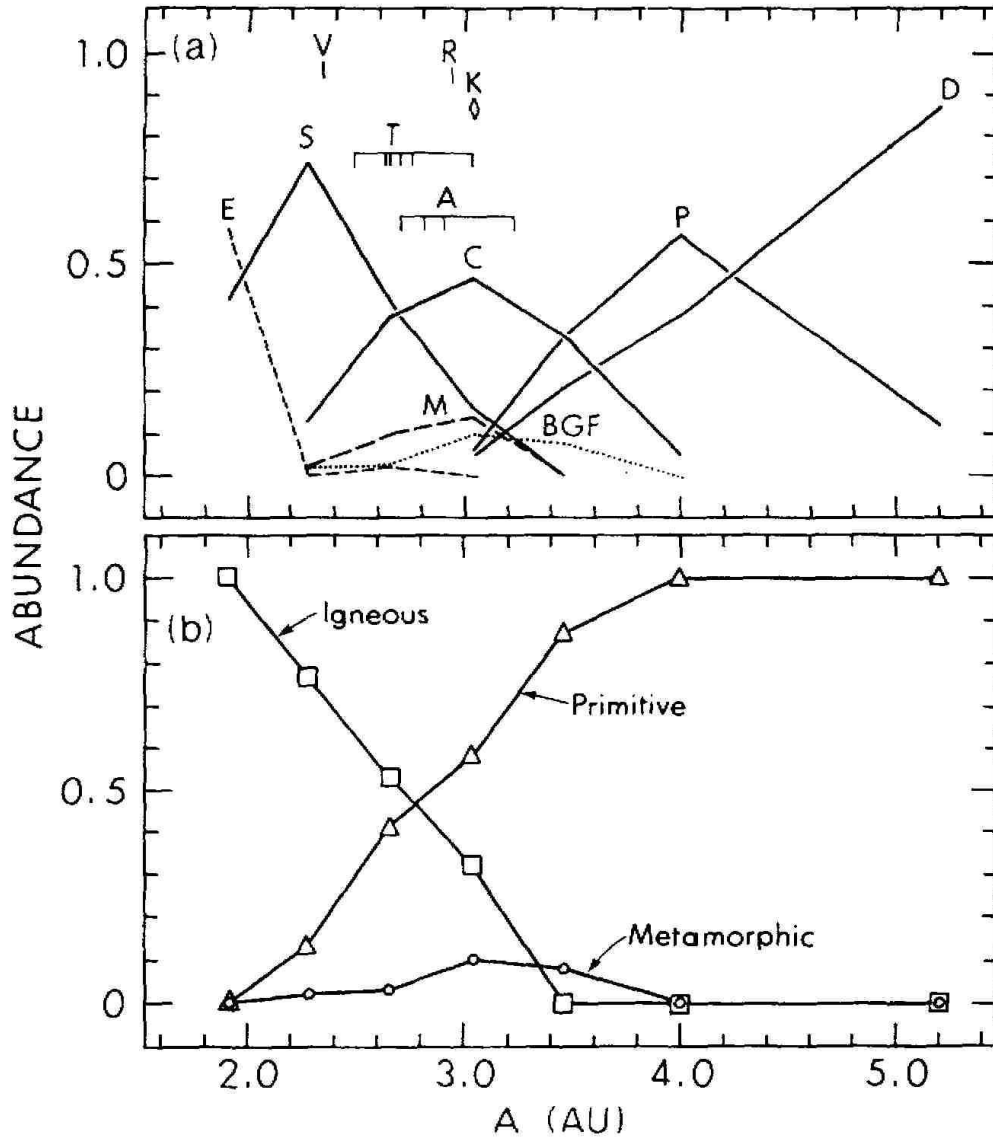 (a)
V
R
K
D
1.0
S
T
E
A
C
P
0.5
M
BGF
0
ABUNDANCE
(b)
1.0
Igneous
Primitive
0.5
Metamorphic
0
2.0 3.0 4.0 5.0
A (AU)